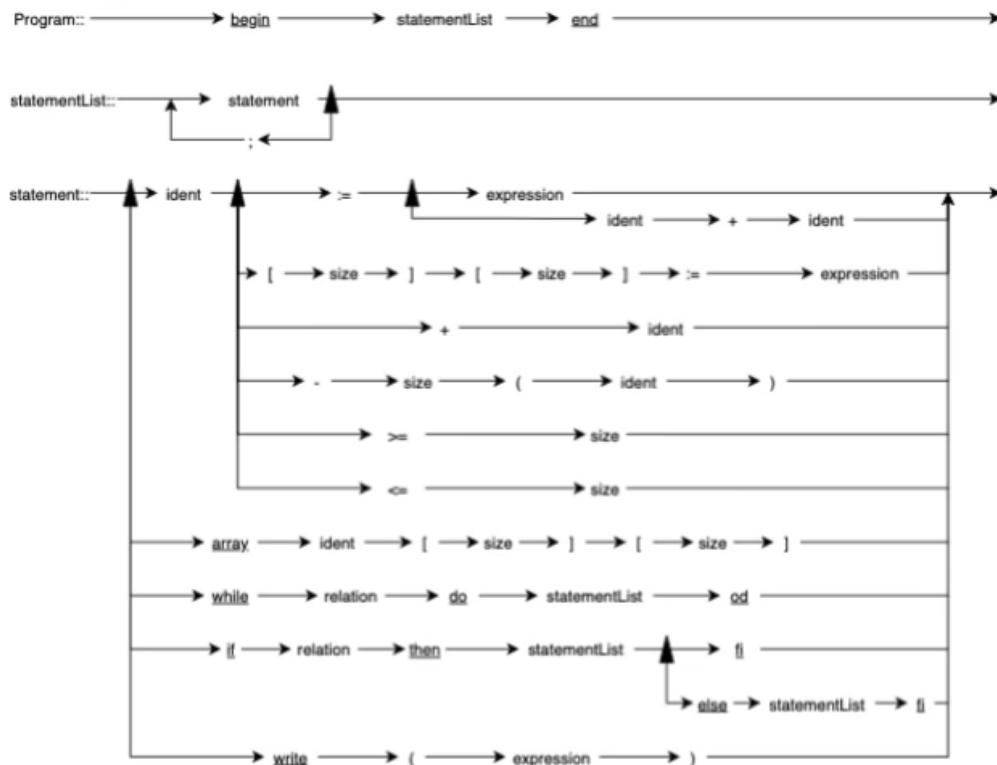 Program:: begin statementList end
statementList:: statement
;
statement:: ident := expression
ident + ident
[ size ] [ size ] := expression
+ ident
- size ( ident )
>= size
<= size
array ident [ size ] [ size ]
while relation do statementList od
if relation then statementList fi
else statementList fi
write ( expression )